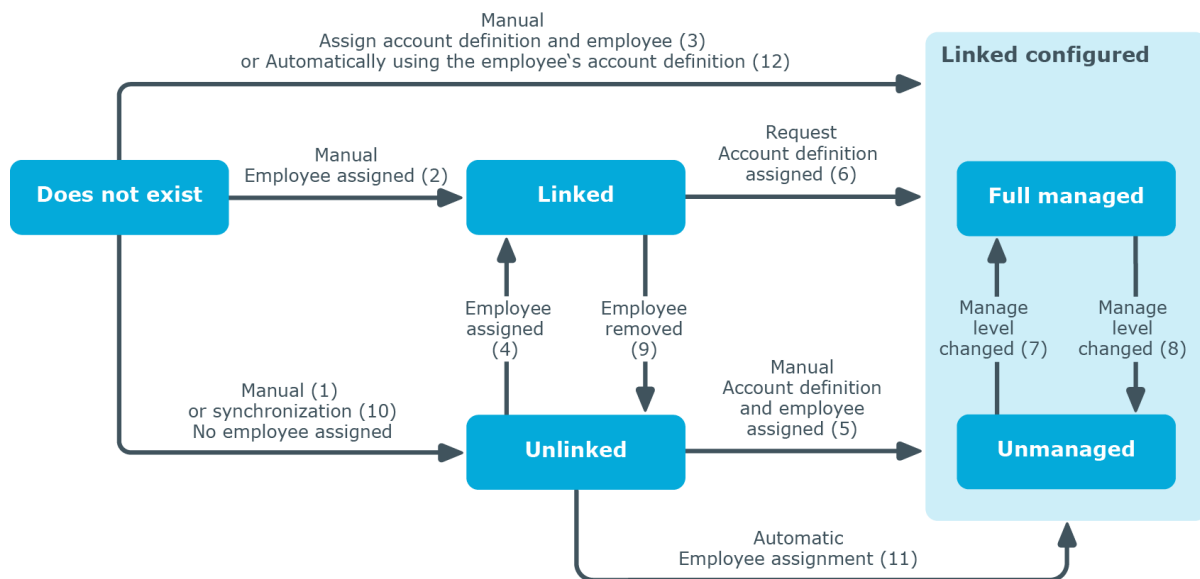 Manual
Assign account definition and employee (3)
or Automatically using the employee‘s account definition (12)
Linked configured
Manual
Employee assigned (2)
Request
Account definition
assigned (6)
Does not exist
Linked
Full managed
Employee
assigned
(4)
Employee
removed
(9)
Manage
level
changed (7)
Manage
level
changed (8)
Manual (1)
or synchronization (10)
No employee assigned
Manual
Account definition
and employee
assigned (5)
Unlinked
Unmanaged
Automatic
Employee assignment (11)